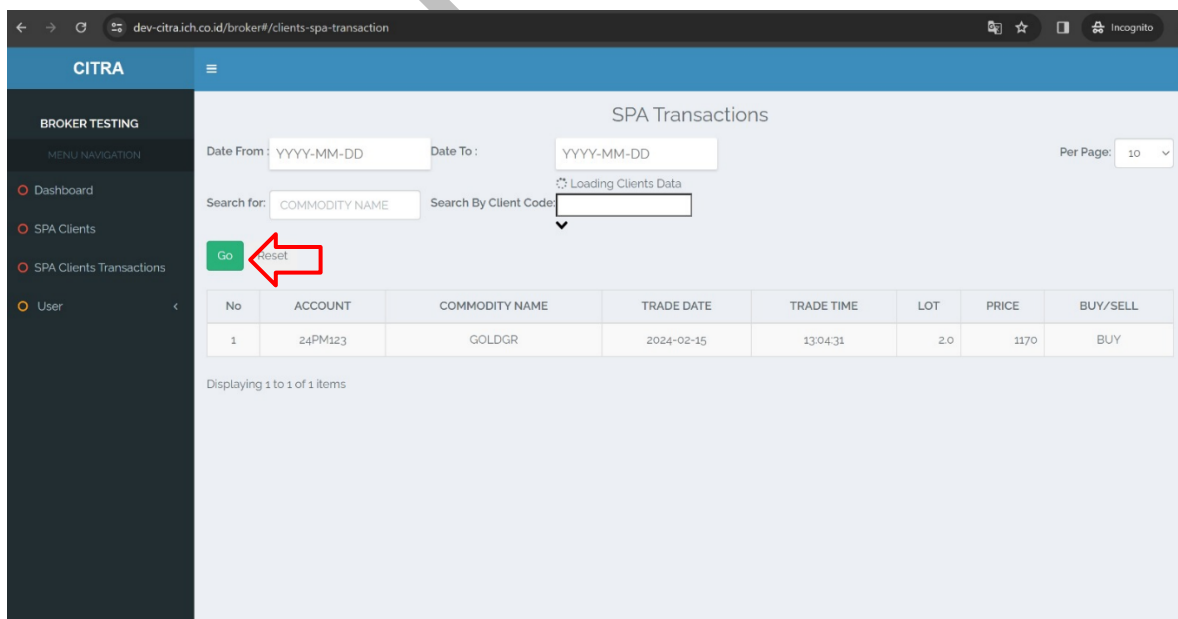 dev-citra.ich.co.id/broker#/clients-spa-transaction
Incognito
CITRA
BROKER TESTING
MENU NAVIGATION
Dashboard
SPA Clients
SPA Clients Transactions
User
SPA Transactions
Date From : YYYY-MM-DD Date To : YYYY-MM-DD Per Page: 10
Loading Clients Data
Search for: COMMODITY NAME Search By Client Code:
Go Reset
No ACCOUNT COMMODITY NAME TRADE DATE TRADE TIME LOT PRICE BUY/SELL
1 24PM123 GOLDGR 2024-02-15 13:04:31 2.0 1170 BUY
Displaying 1 to 1 of 1 items